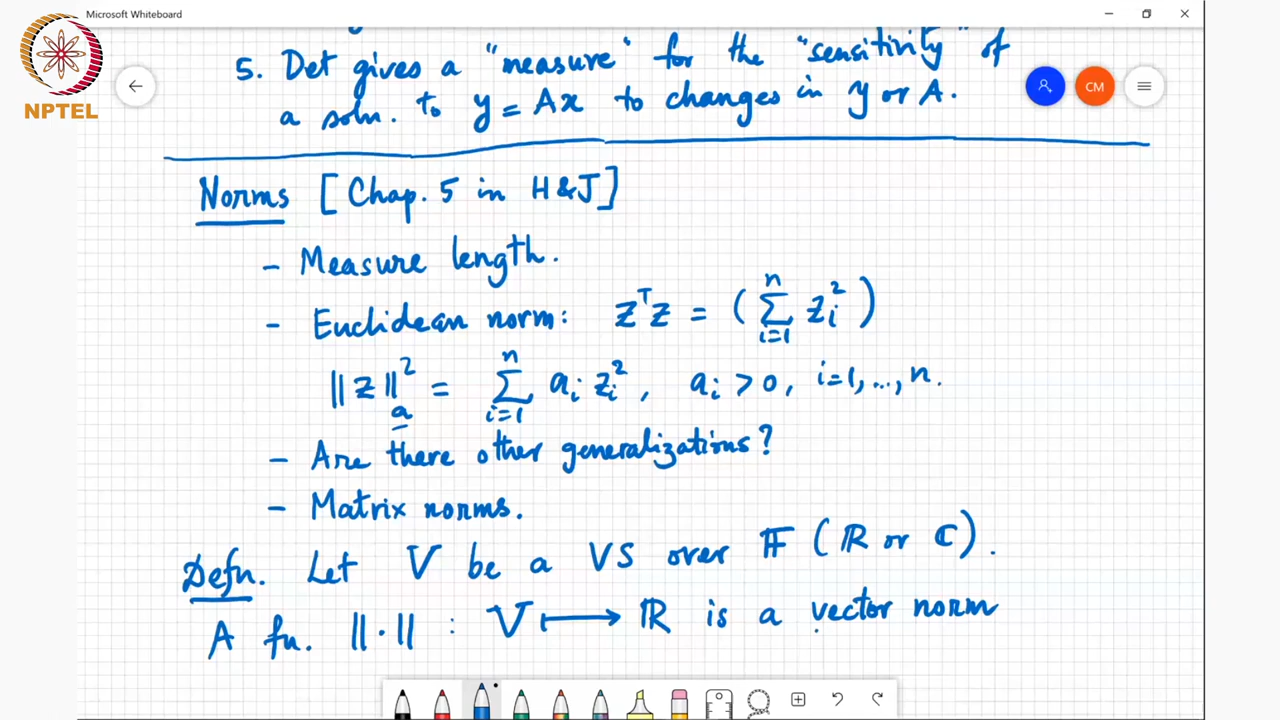 Microsoft Whiteboard
NPTEL
CM
5. Det gives a "measure" for the "sensitivity" of
a soln. to y = Ax to changes in y or A.
Norms [Chap. 5 in H&J]
- Measure length.
- Euclidean norm: z^T z = (∑_{i=1}^{n} z_i^2)
||z||_a^2 = ∑_{i=1}^{n} a_i z_i^2, a_i > 0, i=1,...,n.
- Are there other generalizations?
- Matrix norms.
Defn. Let V be a VS over F (R or C).
A fn. ||·|| : V ⟼ R is a vector norm